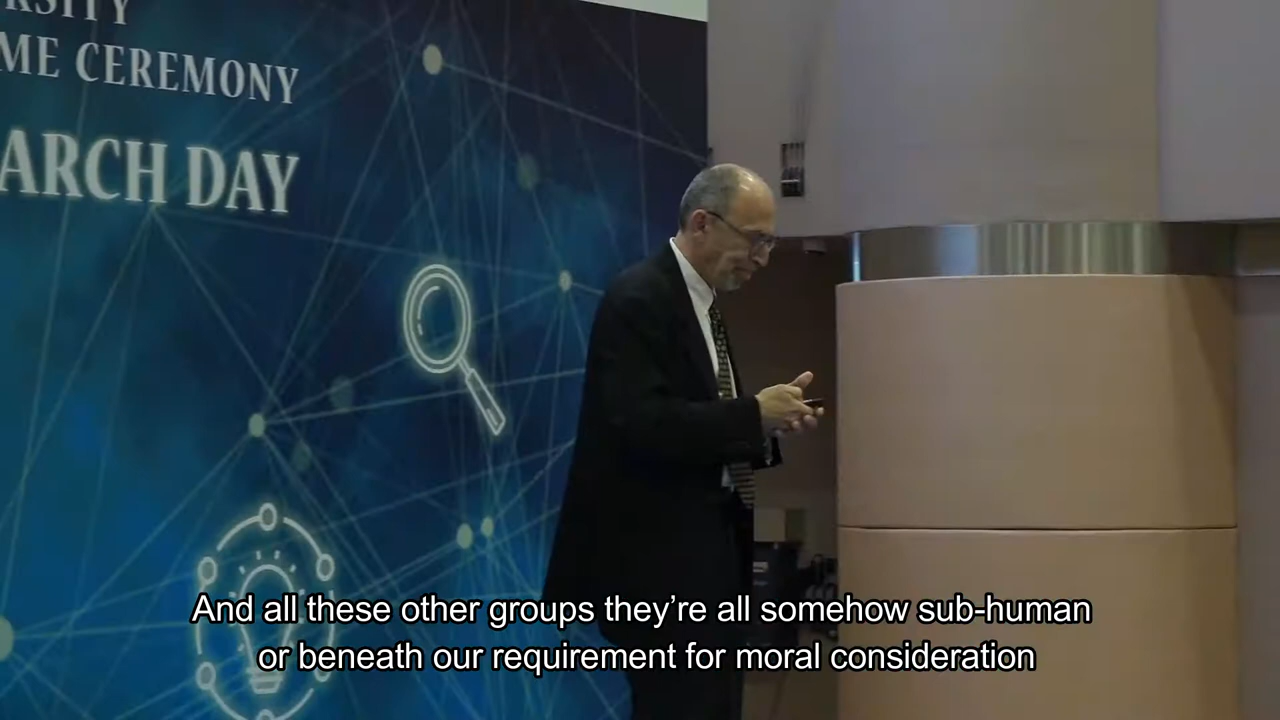 RSITY
ME CEREMONY
ARCH DAY
And all these other groups they’re all somehow sub-human
or beneath our requirement for moral consideration